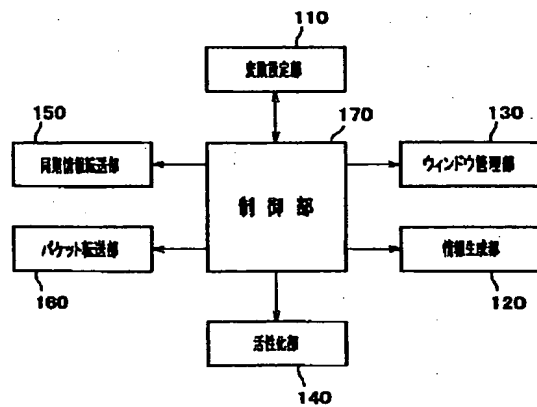 110
変数設定部
150
170
130
同期情報転送部
制御部
ウィンドウ管理部
パケット転送部
情報生成部
160
120
活性化部
140